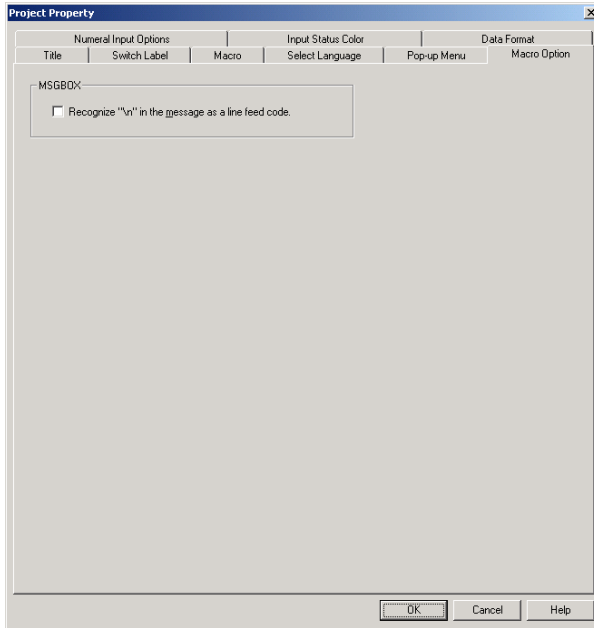 Project Property
Numeral Input Options Input Status Color Data Format
Title Switch Label Macro Select Language Pop-up Menu Macro Option
MSGBOX
Recognize "\n" in the message as a line feed code.
OK Cancel Help